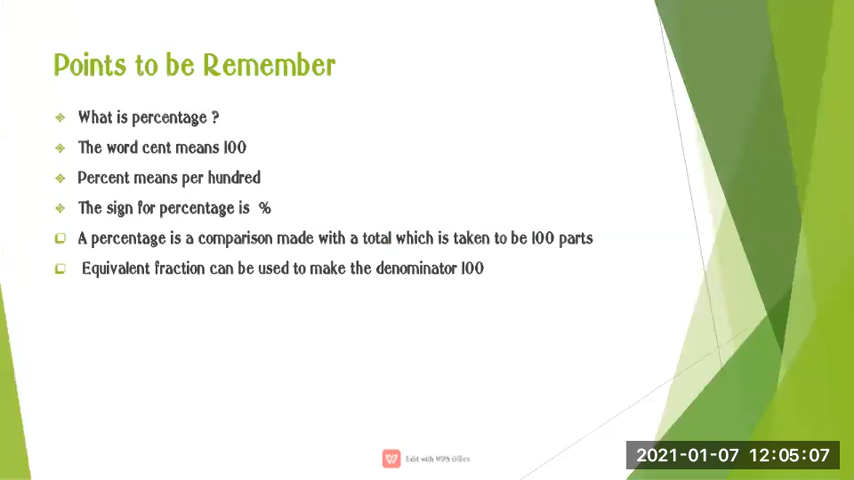 Points to be Remember
What is percentage ?
The word cent means 100
Percent means per hundred
The sign for percentage is %
A percentage is a comparison made with a total which is taken to be 100 parts
Equivalent fraction can be used to make the denominator 100
Edit with WPS Office
2021-01-07 12:05:07